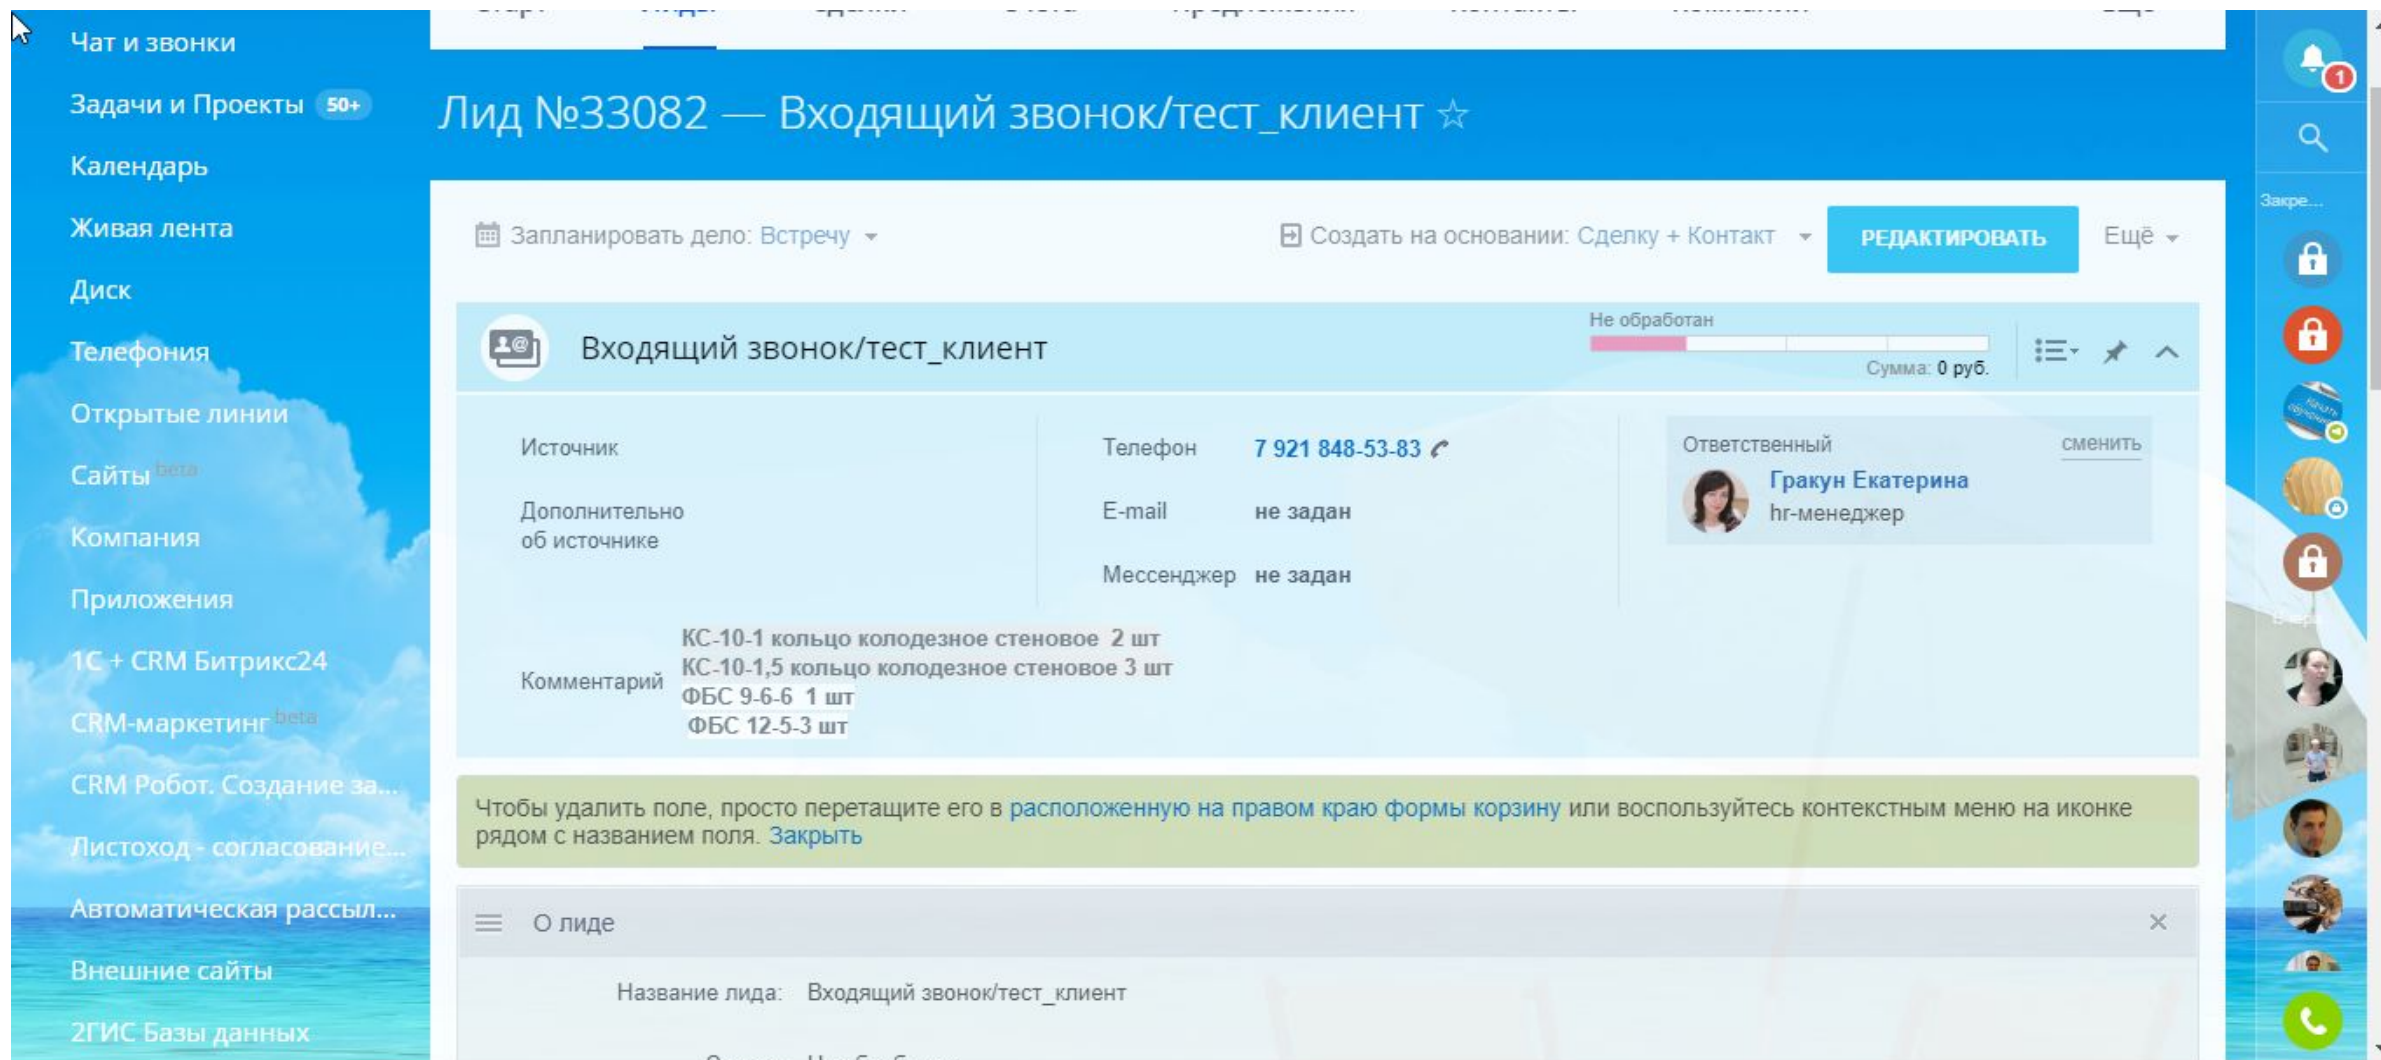 Чат и звонки
Задачи и Проекты 50+
Календарь
Живая лента
Диск
Телефония
Открытые линии
Сайты beta
Компания
Приложения
1С + CRM Битрикс24
CRM-маркетинг beta
CRM Робот. Создание за...
Листоход - согласование...
Автоматическая рассыл...
Внешние сайты
2ГИС Базы данных
Лид №33082 — Входящий звонок/тест_клиент
Запланировать дело: Встречу
Создать на основании: Сделку + Контакт
РЕДАКТИРОВАТЬ
Ещё
Входящий звонок/тест_клиент
Не обработан
Сумма: 0 руб.
Источник
Дополнительно
об источнике
Телефон 7 921 848-53-83
E-mail не задан
Мессенджер не задан
Ответственный сменить
Гракун Екатерина
hr-менеджер
Комментарий
КС-10-1 кольцо колодезное стеновое 2 шт
КС-10-1,5 кольцо колодезное стеновое 3 шт
ФБС 9-6-6 1 шт
ФБС 12-5-3 шт
Чтобы удалить поле, просто перетащите его в расположенную на правом краю формы корзину или воспользуйтесь контекстным меню на иконке
рядом с названием поля. Закрыть
О лиде
Название лида: Входящий звонок/тест_клиент
1
Закре...